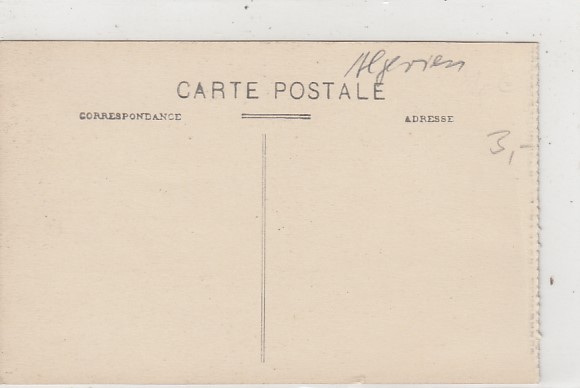 Algerien
CARTE POSTALE
CORRESPONDANCE
ADRESSE
3,-